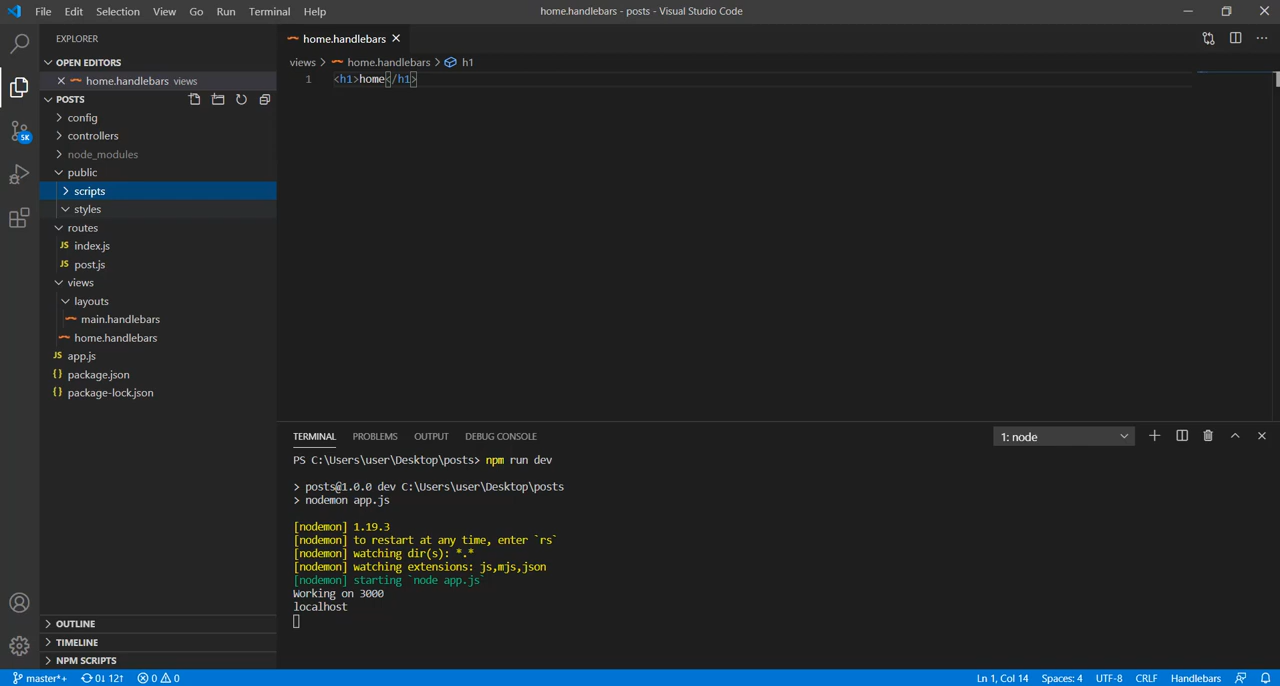 File Edit Selection View Go Run Terminal Help home.handlebars - posts - Visual Studio Code
EXPLORER
OPEN EDITORS
home.handlebars views
POSTS
config
controllers
node_modules
public
scripts
styles
routes
JS index.js
JS post.js
views
layouts
main.handlebars
home.handlebars
JS app.js
{} package.json
{} package-lock.json
OUTLINE
TIMELINE
NPM SCRIPTS
5K
home.handlebars
views > home.handlebars > h1
1 <h1>home</h1>
TERMINAL PROBLEMS OUTPUT DEBUG CONSOLE 1: node
PS C:\Users\user\Desktop\posts> npm run dev
> posts@1.0.0 dev C:\Users\user\Desktop\posts
> nodemon app.js
[nodemon] 1.19.3
[nodemon] to restart at any time, enter `rs`
[nodemon] watching dir(s): *.*
[nodemon] watching extensions: js,mjs,json
[nodemon] starting `node app.js`
Working on 3000
localhost
master*+ 0↓ 12↑ 0 0 Ln 1, Col 14 Spaces: 4 UTF-8 CRLF Handlebars